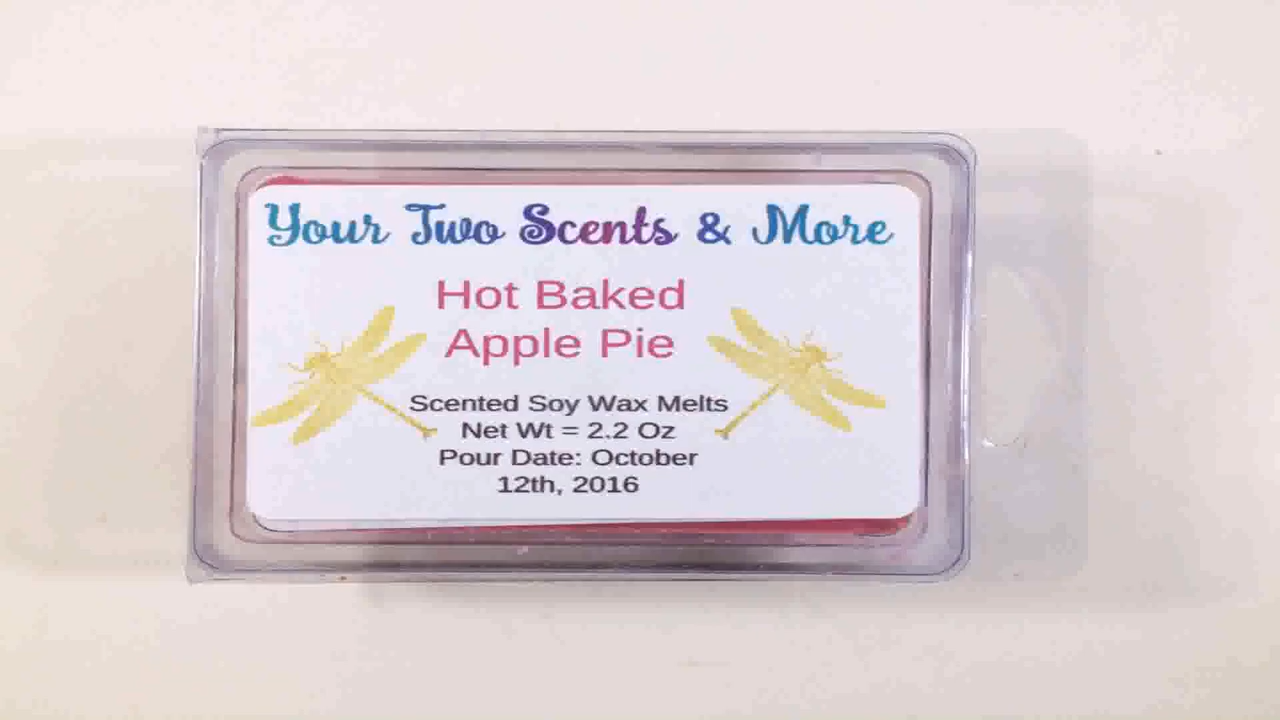 Your Two Scents & More
Hot Baked
Apple Pie
Scented Soy Wax Melts
Net Wt = 2.2 Oz
Pour Date: October
12th, 2016